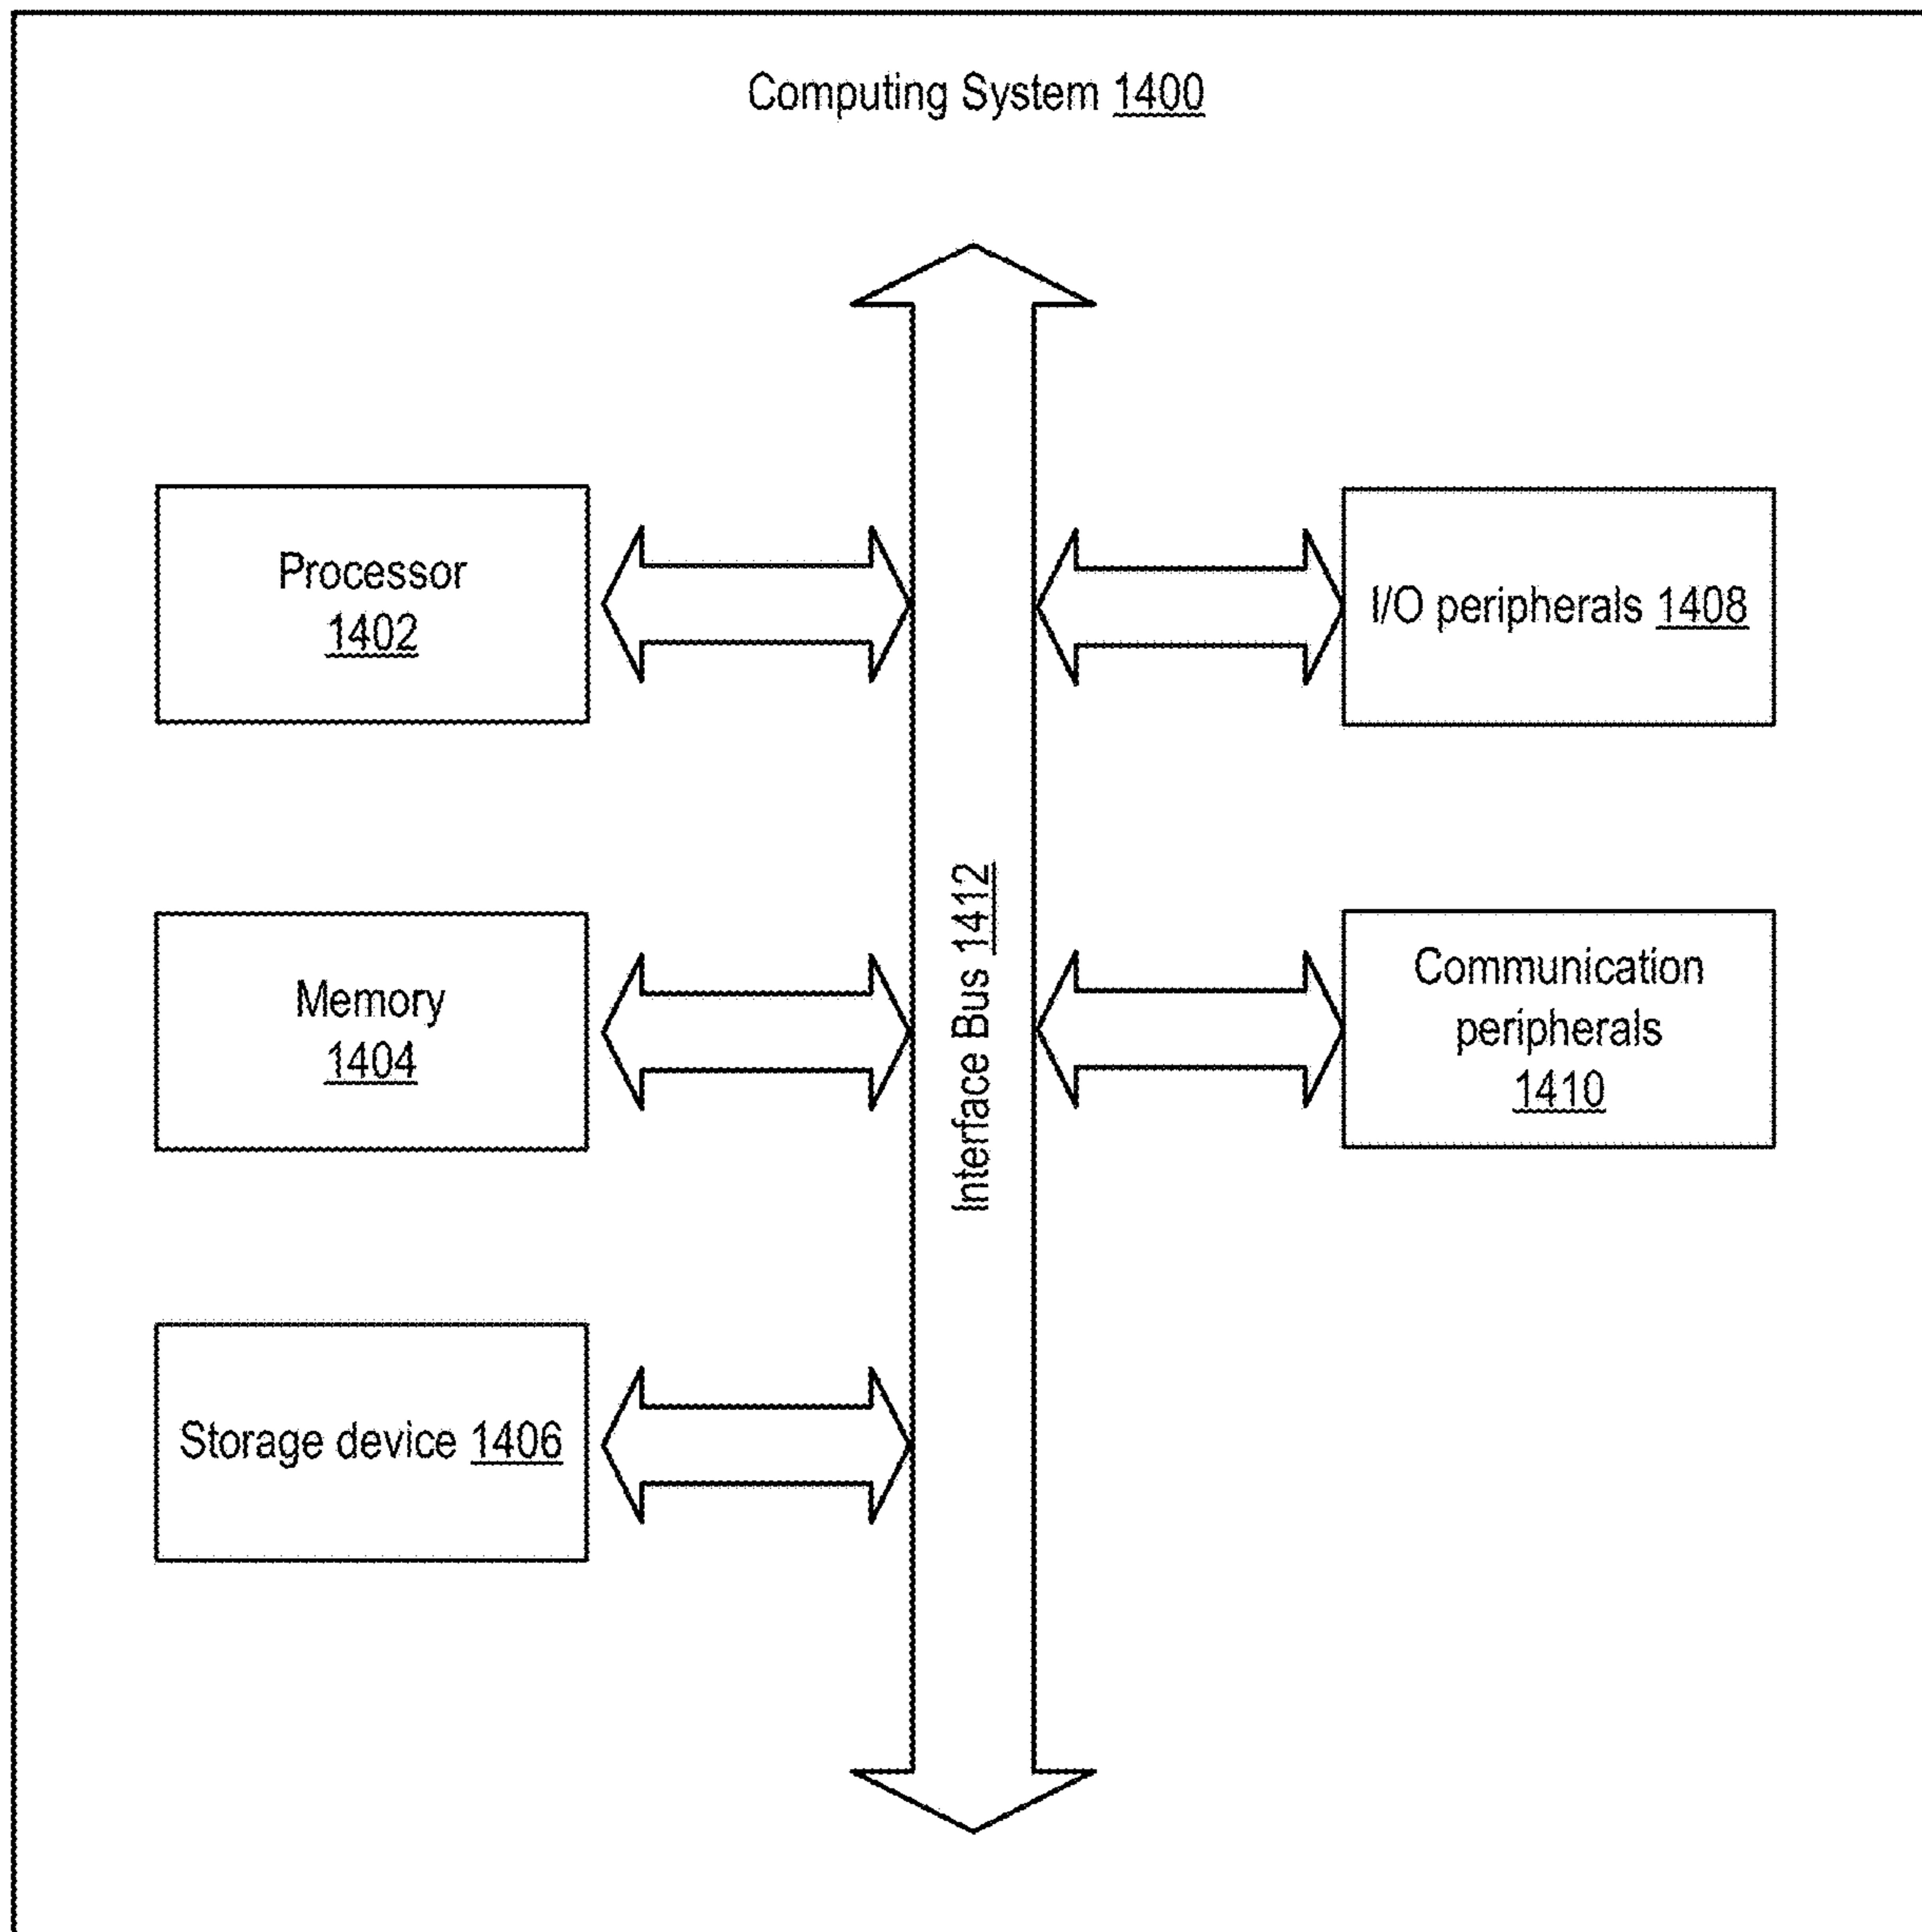 Computing System 1400
Processor
1402
I/O peripherals 1408
Memory
1404
Interface Bus 1412
Communication
peripherals
1410
Storage device 1406